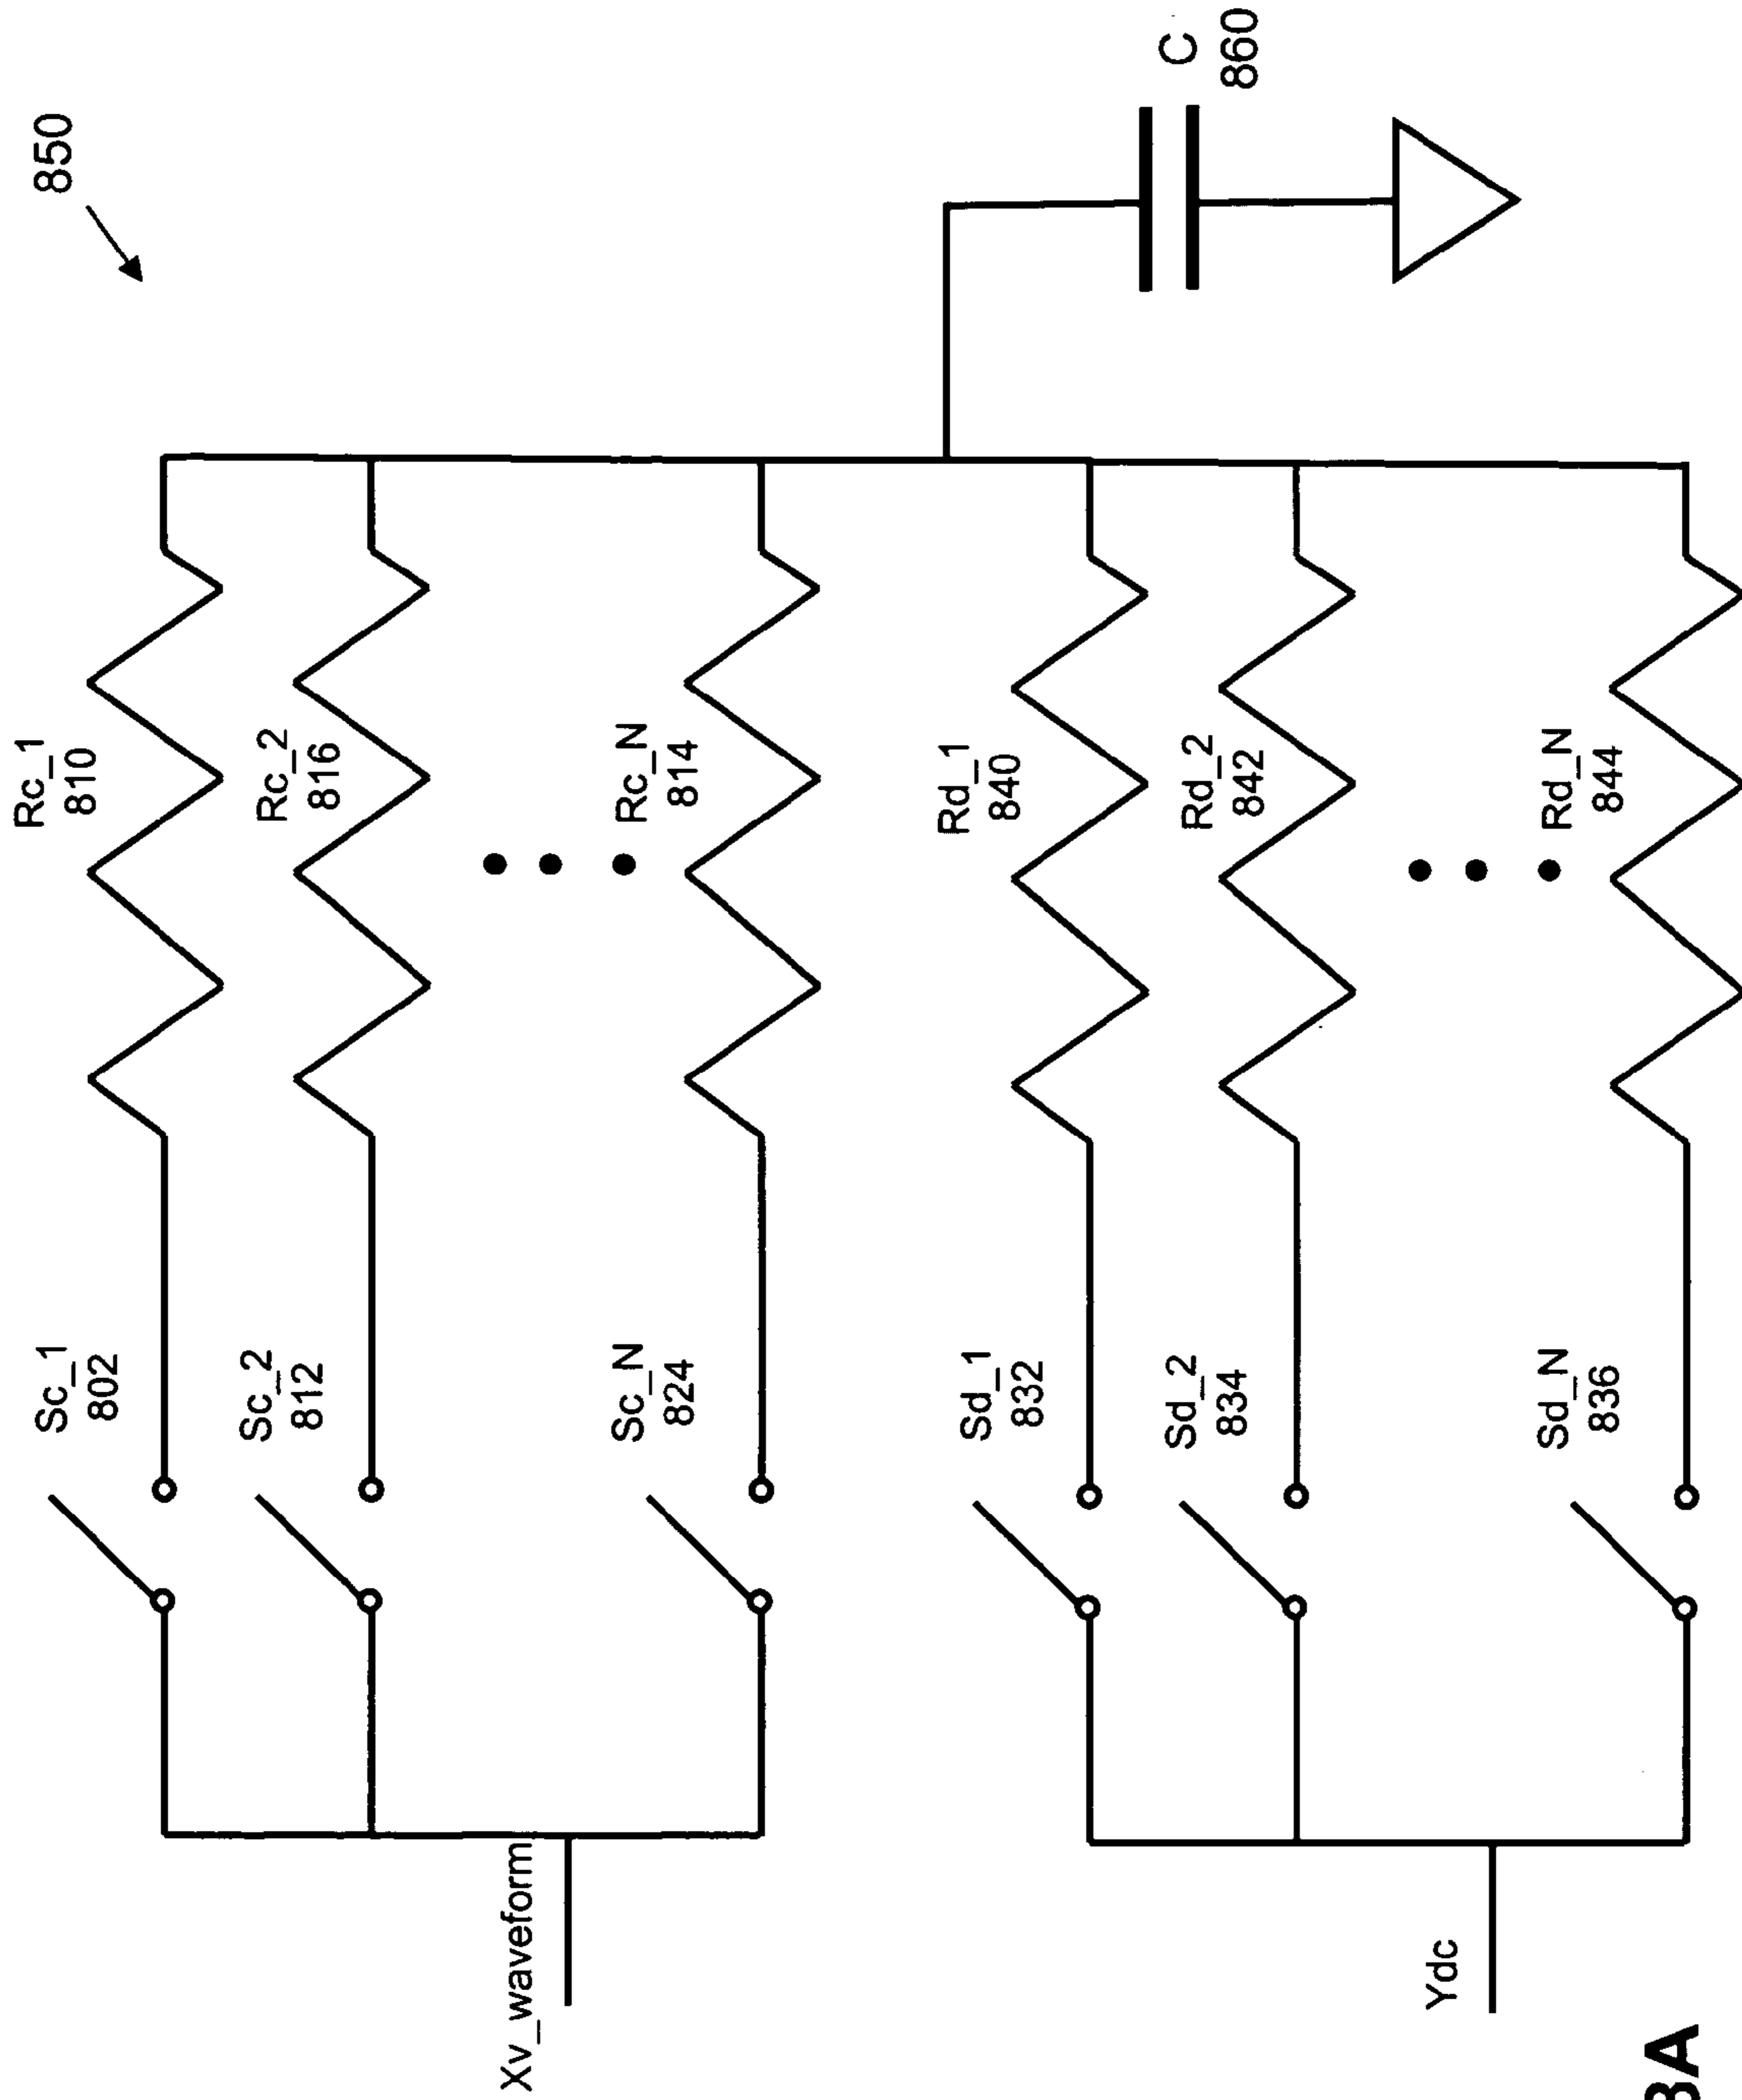 850
Rc_1
810
Rc_2
816
Rc_N
814
Rd_1
840
Rd_2
842
Rd_N
844
Sc_1
802
Sc_2
812
Sc_N
824
Sd_1
832
Sd_2
834
Sd_N
836
C
860
Xv_waveform
Ydc
8A